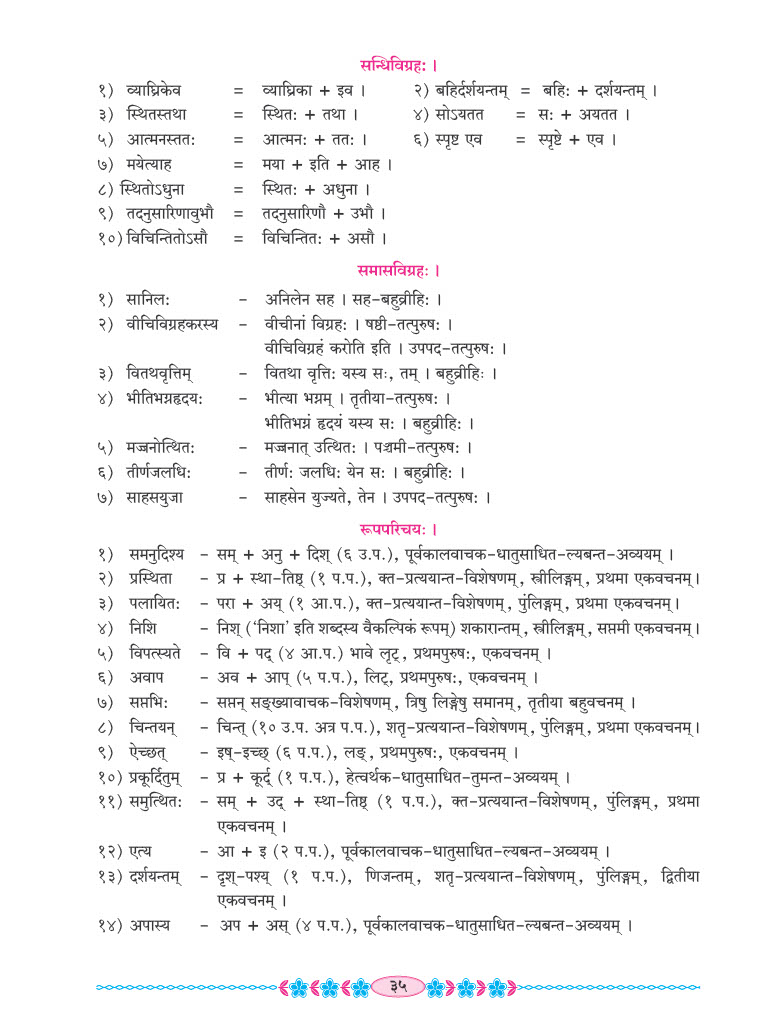 सन्धिविग्रहः ।
१) व्याघ्रिकेव = व्याघ्रिका + इव । २) बहिर्दर्शयन्तम् = बहिः + दर्शयन्तम् ।
३) स्थितस्तथा = स्थितः + तथा । ४) सोऽयतत = सः + अयतत ।
५) आत्मनस्ततः = आत्मनः + ततः । ६) स्पृष्ट एव = स्पृष्टे + एव ।
७) मयेत्याह = मया + इति + आह ।
८) स्थितोऽधुना = स्थितः + अधुना ।
९) तदनुसारिणावुभौ = तदनुसारिणौ + उभौ ।
१०) विचिन्तितोऽसौ = विचिन्तितः + असौ ।
समासविग्रहः ।
१) सानिलः – अनिलेन सह । सह-बहुव्रीहिः ।
२) वीचिविग्रहकरस्य – वीचीनां विग्रहः । षष्ठी-तत्पुरुषः ।
वीचिविग्रहं करोति इति । उपपद-तत्पुरुषः ।
३) वितथवृत्तिम् – वितथा वृत्तिः यस्य सः, तम् । बहुव्रीहिः ।
४) भीतिभग्नहृदयः – भीत्या भग्नम् । तृतीया-तत्पुरुषः ।
भीतिभग्नं हृदयं यस्य सः । बहुव्रीहिः ।
५) मज्जनोत्थितः – मज्जनात् उत्थितः । पञ्चमी-तत्पुरुषः ।
६) तीर्णजलधिः – तीर्णः जलधिः येन सः । बहुव्रीहिः ।
७) साहसयुजा – साहसेन युज्यते, तेन । उपपद-तत्पुरुषः ।
रूपपरिचयः ।
१) समनुदिश्य – सम् + अनु + दिश् (६ उ.प.), पूर्वकालवाचक-धातुसाधित-ल्यबन्त-अव्ययम् ।
२) प्रस्थिता – प्र + स्था-तिष्ठ् (१ प.प.), क्त-प्रत्ययान्त-विशेषणम्, स्त्रीलिङ्गम्, प्रथमा एकवचनम्।
३) पलायितः – परा + अय् (१ आ.प.), क्त-प्रत्ययान्त-विशेषणम्, पुंलिङ्गम्, प्रथमा एकवचनम्।
४) निशि – निश् (‘निशा’ इति शब्दस्य वैकल्पिकं रूपम्) शकारान्तम्, स्त्रीलिङ्गम्, सप्तमी एकवचनम्।
५) विपत्स्यते – वि + पद् (४ आ.प.) भावे लृट्, प्रथमपुरुषः, एकवचनम् ।
६) अवाप – अव + आप् (५ प.प.), लिट्, प्रथमपुरुषः, एकवचनम् ।
७) सप्तभिः – सप्तन् सङ्ख्यावाचक-विशेषणम्, त्रिषु लिङ्गेषु समानम्, तृतीया बहुवचनम् ।
८) चिन्तयन् – चिन्त् (१० उ.प. अत्र प.प.), शतृ-प्रत्ययान्त-विशेषणम्, पुंलिङ्गम्, प्रथमा एकवचनम्।
९) ऐच्छत् – इष्-इच्छ् (६ प.प.), लङ्, प्रथमपुरुषः, एकवचनम् ।
१०) प्रकूर्दितुम् – प्र + कूर्द् (१ प.प.), हेत्वर्थक-धातुसाधित-तुमन्त-अव्ययम् ।
११) समुत्थितः – सम् + उद् + स्था-तिष्ठ् (१ प.प.), क्त-प्रत्ययान्त-विशेषणम्, पुंलिङ्गम्, प्रथमा
एकवचनम् ।
१२) एत्य – आ + इ (२ प.प.), पूर्वकालवाचक-धातुसाधित-ल्यबन्त-अव्ययम् ।
१३) दर्शयन्तम् – दृश्-पश्य् (१ प.प.), णिजन्तम्, शतृ-प्रत्ययान्त-विशेषणम्, पुंलिङ्गम्, द्वितीया
एकवचनम् ।
१४) अपास्य – अप + अस् (४ प.प.), पूर्वकालवाचक-धातुसाधित-ल्यबन्त-अव्ययम् ।
३५